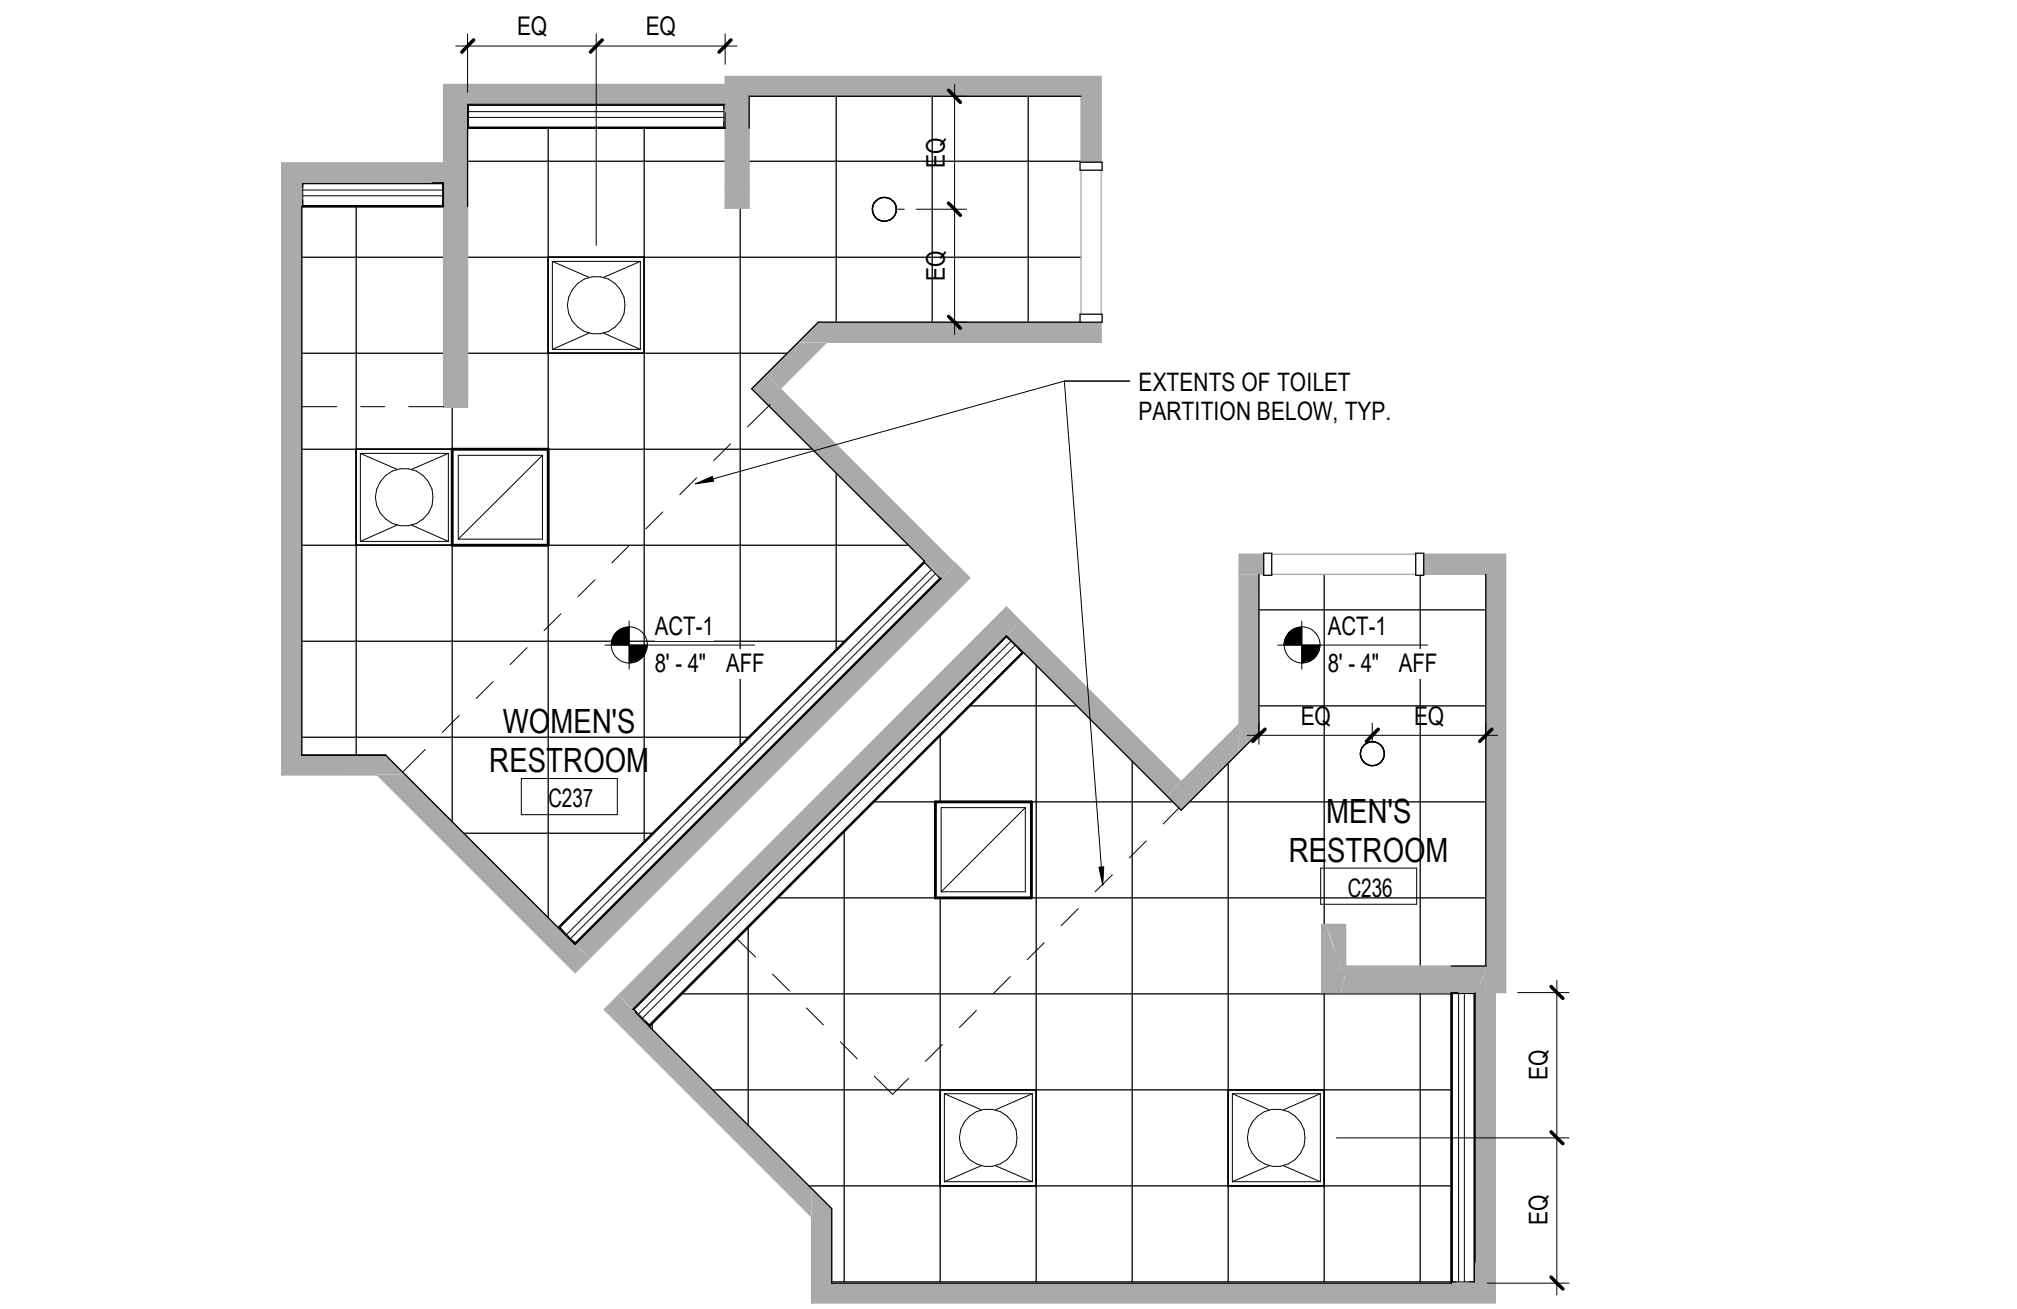 EQ
EQ
EQ
EQ
EXTENTS OF TOILET
PARTITION BELOW, TYP.
ACT-1
8' - 4" AFF
WOMEN'S
RESTROOM
C237
ACT-1
8' - 4" AFF
EQ
EQ
MEN'S
RESTROOM
C236
EQ
EQ